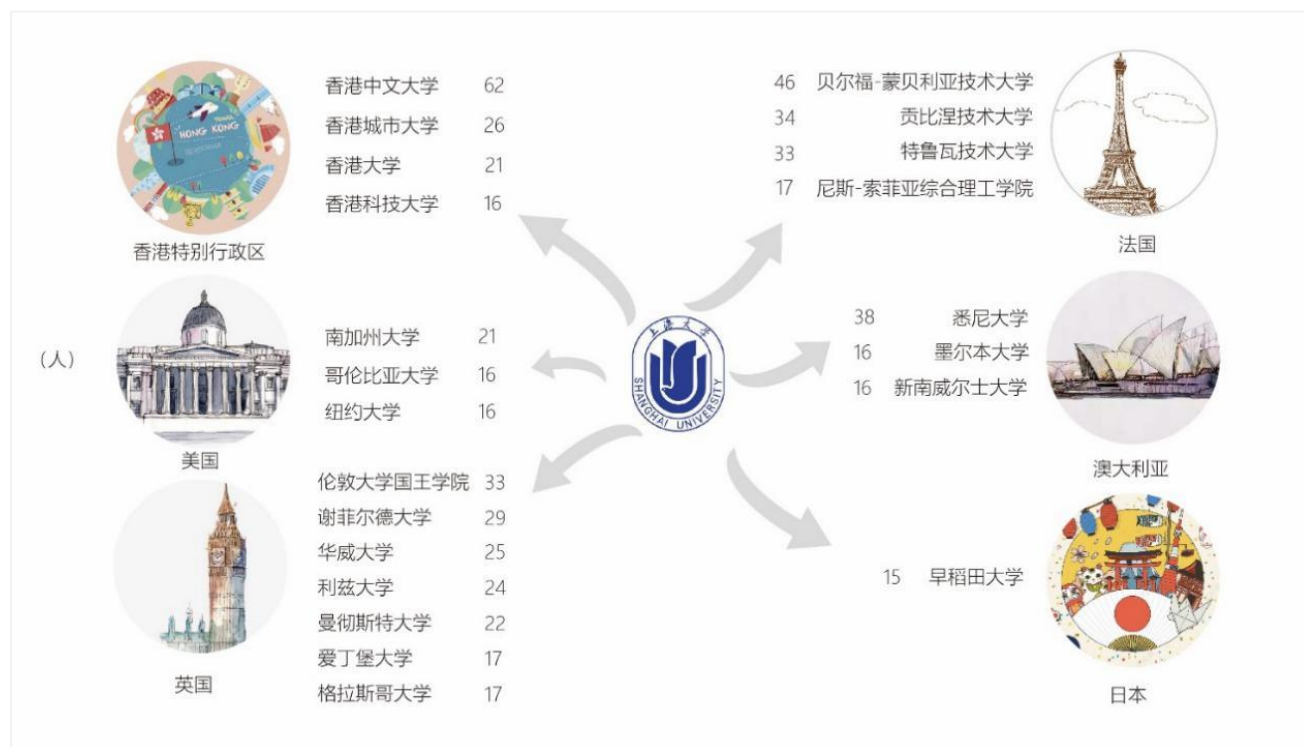 香港中文大学 62
香港城市大学 26
香港大学 21
香港科技大学 16
HONG KONG
香港特别行政区
46 贝尔福-蒙贝利亚技术大学
34 贡比涅技术大学
33 特鲁瓦技术大学
17 尼斯-索菲亚综合理工学院
法国
(人)
南加州大学 21
哥伦比亚大学 16
纽约大学 16
美国
上海大学
SHANGHAI UNIVERSITY
38 悉尼大学
16 墨尔本大学
16 新南威尔士大学
澳大利亚
伦敦大学国王学院 33
谢菲尔德大学 29
华威大学 25
利兹大学 24
曼彻斯特大学 22
爱丁堡大学 17
格拉斯哥大学 17
英国
15 早稻田大学
日本